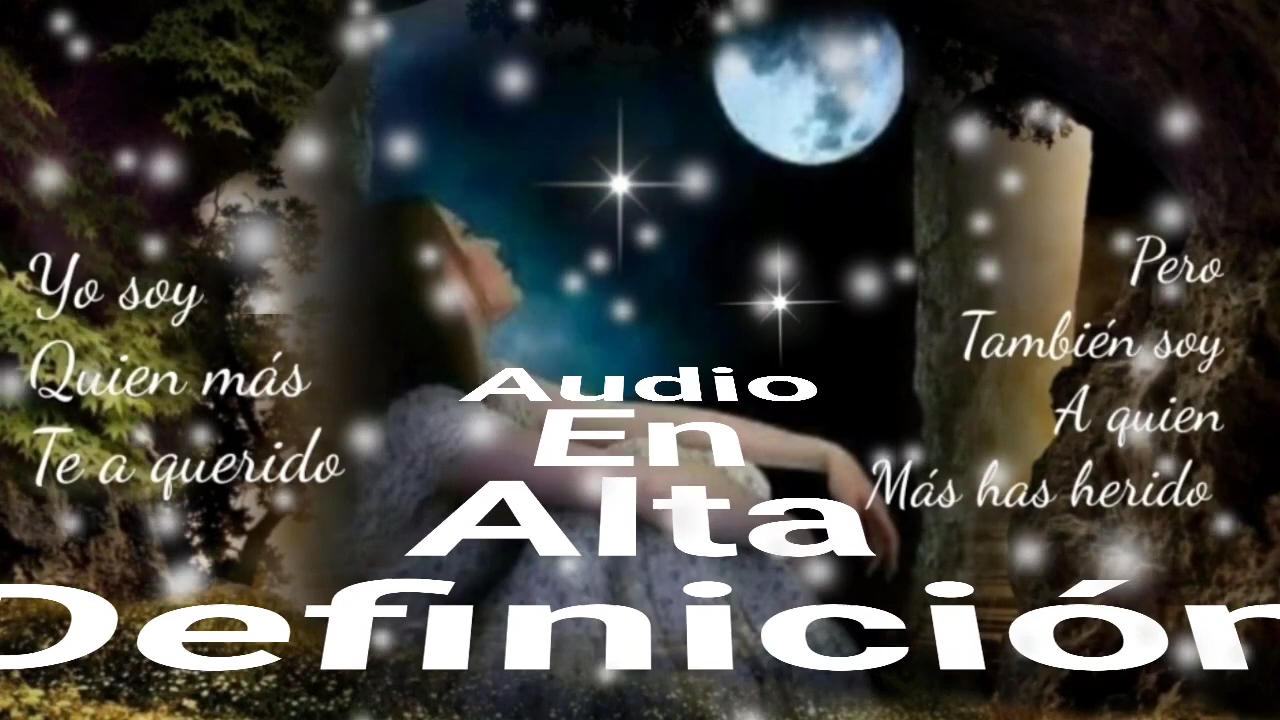 Yo soy
Quien más
Te a querido
Pero
También soy
A quien
Más has herido
Audio
En
Alta
Definición